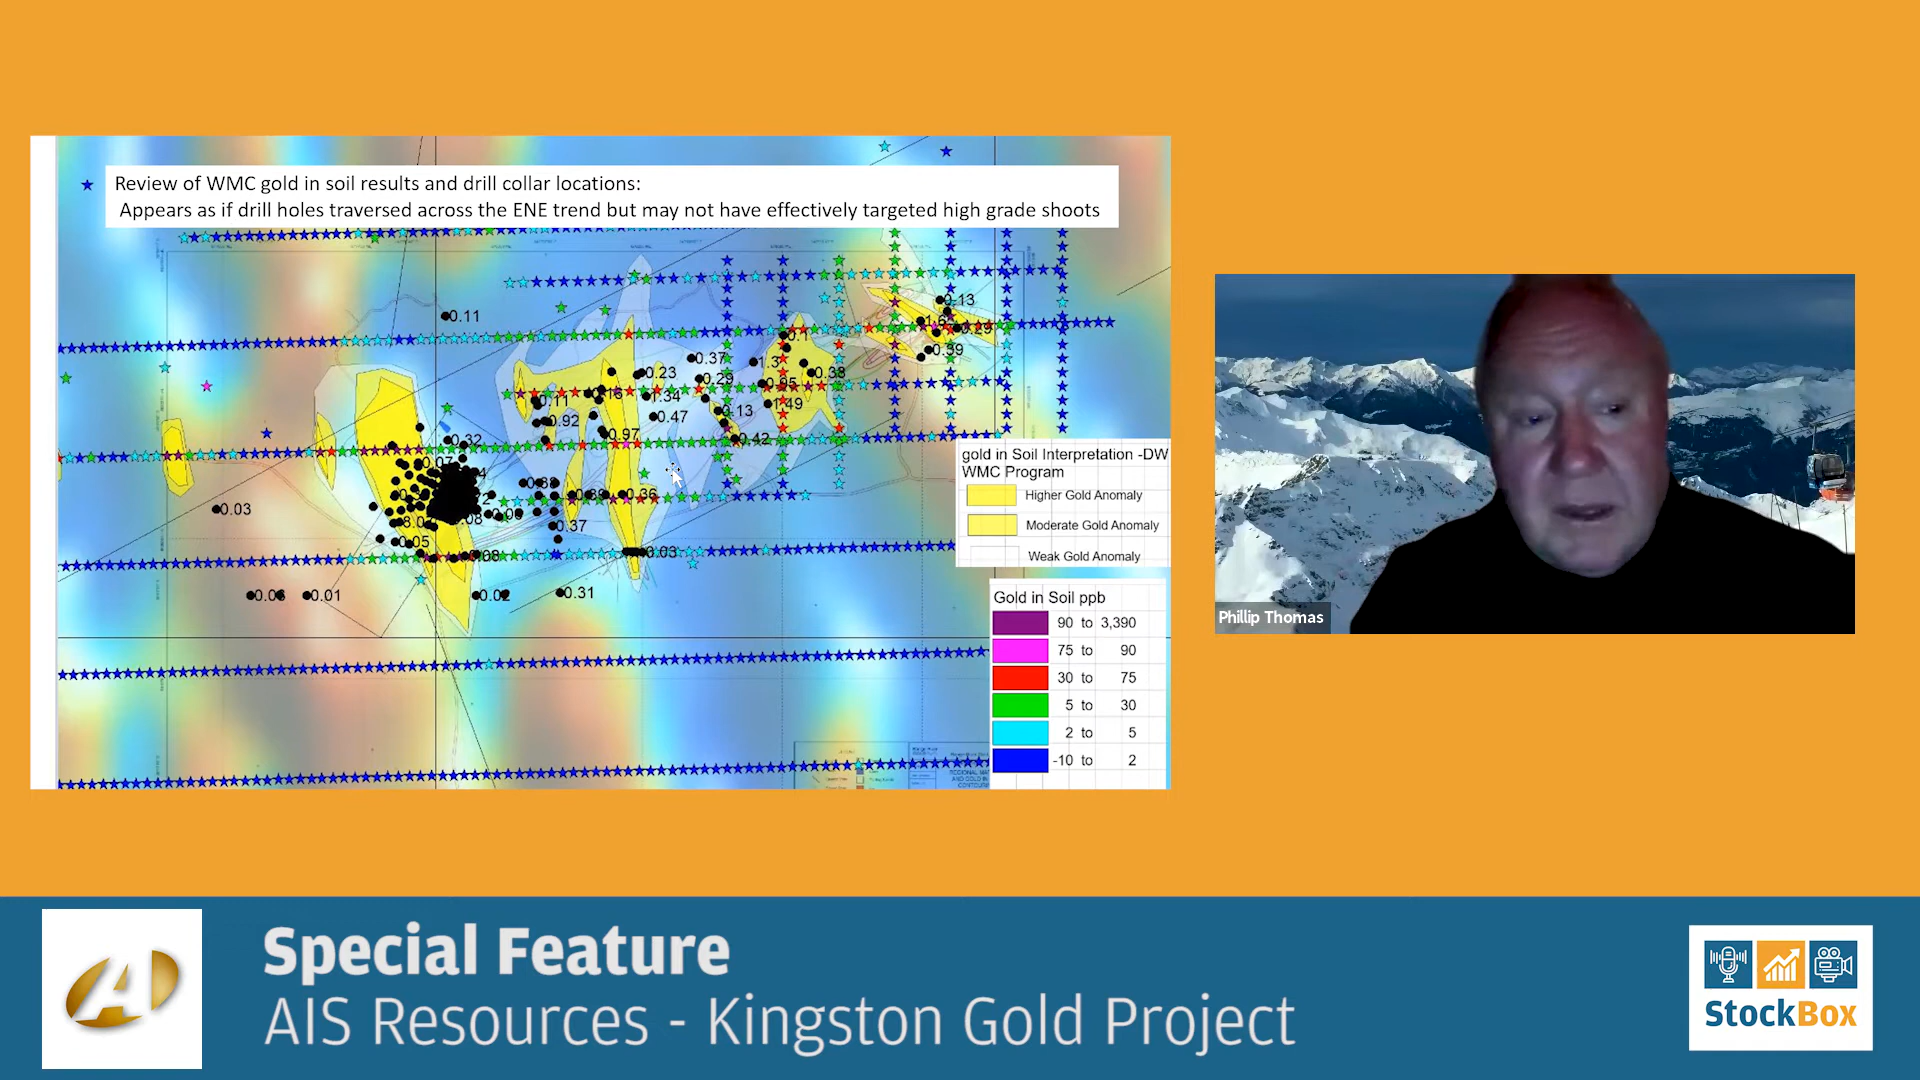 Review of WMC gold in soil results and drill collar locations:
Appears as if drill holes traversed across the ENE trend but may not have effectively targeted high grade shoots
0.13
0.11
0.39
0.37
0.23
0.29
0.38
1.34
1.49
0.47
0.13
0.92
0.97
0.42
0.32
0.36
0.03
0.37
0.05
0.03
0.01
0.02
0.31
gold in Soil Interpretation -DW
WMC Program
Higher Gold Anomaly
Moderate Gold Anomaly
Weak Gold Anomaly
Gold in Soil ppb
90 to 3,390
75 to 90
30 to 75
5 to 30
2 to 5
-10 to 2
Phillip Thomas
Special Feature
AIS Resources - Kingston Gold Project
StockBox